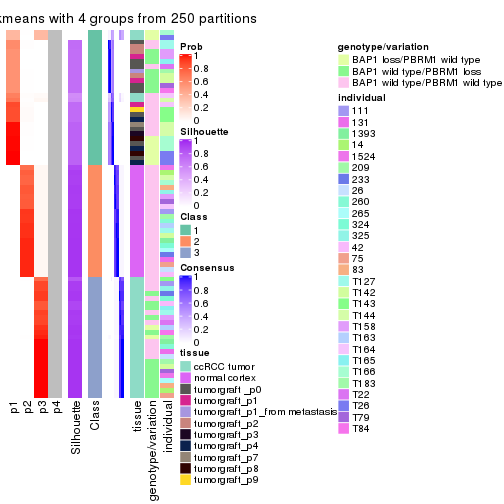 kmeans with 4 groups from 250 partitions
Prob
1
0.8
0.6
0.4
0.2
0
Silhouette
1
0.8
0.6
0.4
0.2
0
Class
1
2
3
Consensus
1
0.8
0.6
0.4
0.2
0
tissue
ccRCC tumor
normal cortex
tumorgraft_p0
tumorgraft_p1
tumorgraft_p1_from metastasis
tumorgraft_p2
tumorgraft_p3
tumorgraft_p4
tumorgraft_p7
tumorgraft_p8
tumorgraft_p9
genotype/variation
BAP1 loss/PBRM1 wild type
BAP1 wild type/PBRM1 loss
BAP1 wild type/PBRM1 wild type
individual
111
131
1393
14
1524
209
233
26
260
265
324
325
42
75
83
T127
T142
T143
T144
T158
T163
T164
T165
T166
T183
T22
T26
T79
T84
p1
p2
p3
p4
Silhouette
Class
tissue
genotype/variation
individual